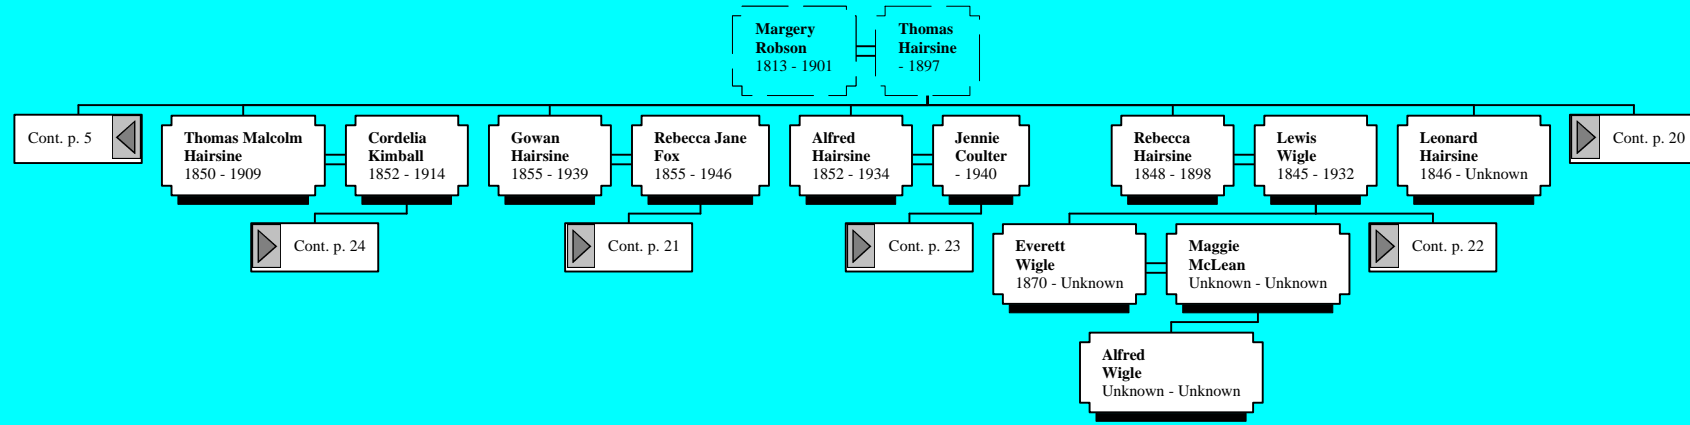 Margery
Robson
1813 - 1901
Thomas
Hairsine
- 1897
Cont. p. 5
Thomas Malcolm
Hairsine
1850 - 1909
Cordelia
Kimball
1852 - 1914
Gowan
Hairsine
1855 - 1939
Rebecca Jane
Fox
1855 - 1946
Alfred
Hairsine
1852 - 1934
Jennie
Coulter
- 1940
Rebecca
Hairsine
1848 - 1898
Lewis
Wigle
1845 - 1932
Leonard
Hairsine
1846 - Unknown
Cont. p. 20
Cont. p. 24
Cont. p. 21
Cont. p. 23
Everett
Wigle
1870 - Unknown
Maggie
McLean
Unknown - Unknown
Cont. p. 22
Alfred
Wigle
Unknown - Unknown